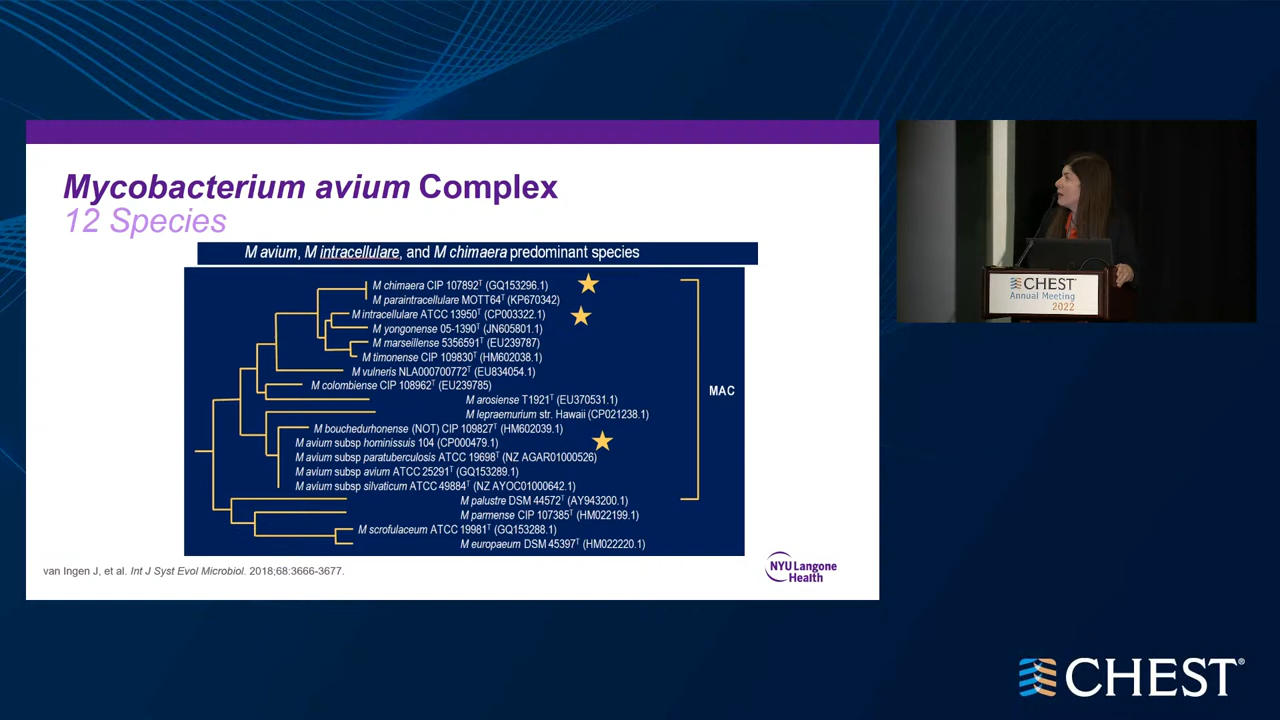 Mycobacterium avium Complex
12 Species
M avium, M intracellulare, and M chimaera predominant species
M chimaera CIP 107892T (GQ153296.1)
M paraintracellulare MOTT64T (KP670342)
M intracellulare ATCC 13950T (CP003322.1)
M yongonense 05-1390T (JN605801.1)
M marseillense 5356591T (EU239787)
M timonense CIP 109830T (HM602038.1)
M vulneris NLA000700772T (EU834054.1)
M colombiense CIP 108962T (EU239785)
M arosiense T1921T (EU370531.1)
M lepraemurium str. Hawaii (CP021238.1)
M bouchedurhonense (NOT) CIP 109827T (HM602039.1)
M avium subsp hominissuis 104 (CP000479.1)
M avium subsp paratuberculosis ATCC 19698T (NZ AGAR01000526)
M avium subsp avium ATCC 25291T (GQ153289.1)
M avium subsp silvaticum ATCC 49884T (NZ AYOC01000642.1)
M palustre DSM 44572T (AY943200.1)
M parmense CIP 107385T (HM022199.1)
M scrofulaceum ATCC 19981T (GQ153288.1)
M europaeum DSM 45397T (HM022220.1)
MAC
van Ingen J, et al. Int J Syst Evol Microbiol. 2018;68:3666-3677.
NYU Langone
Health
CHEST
Annual Meeting
2022
CHEST®